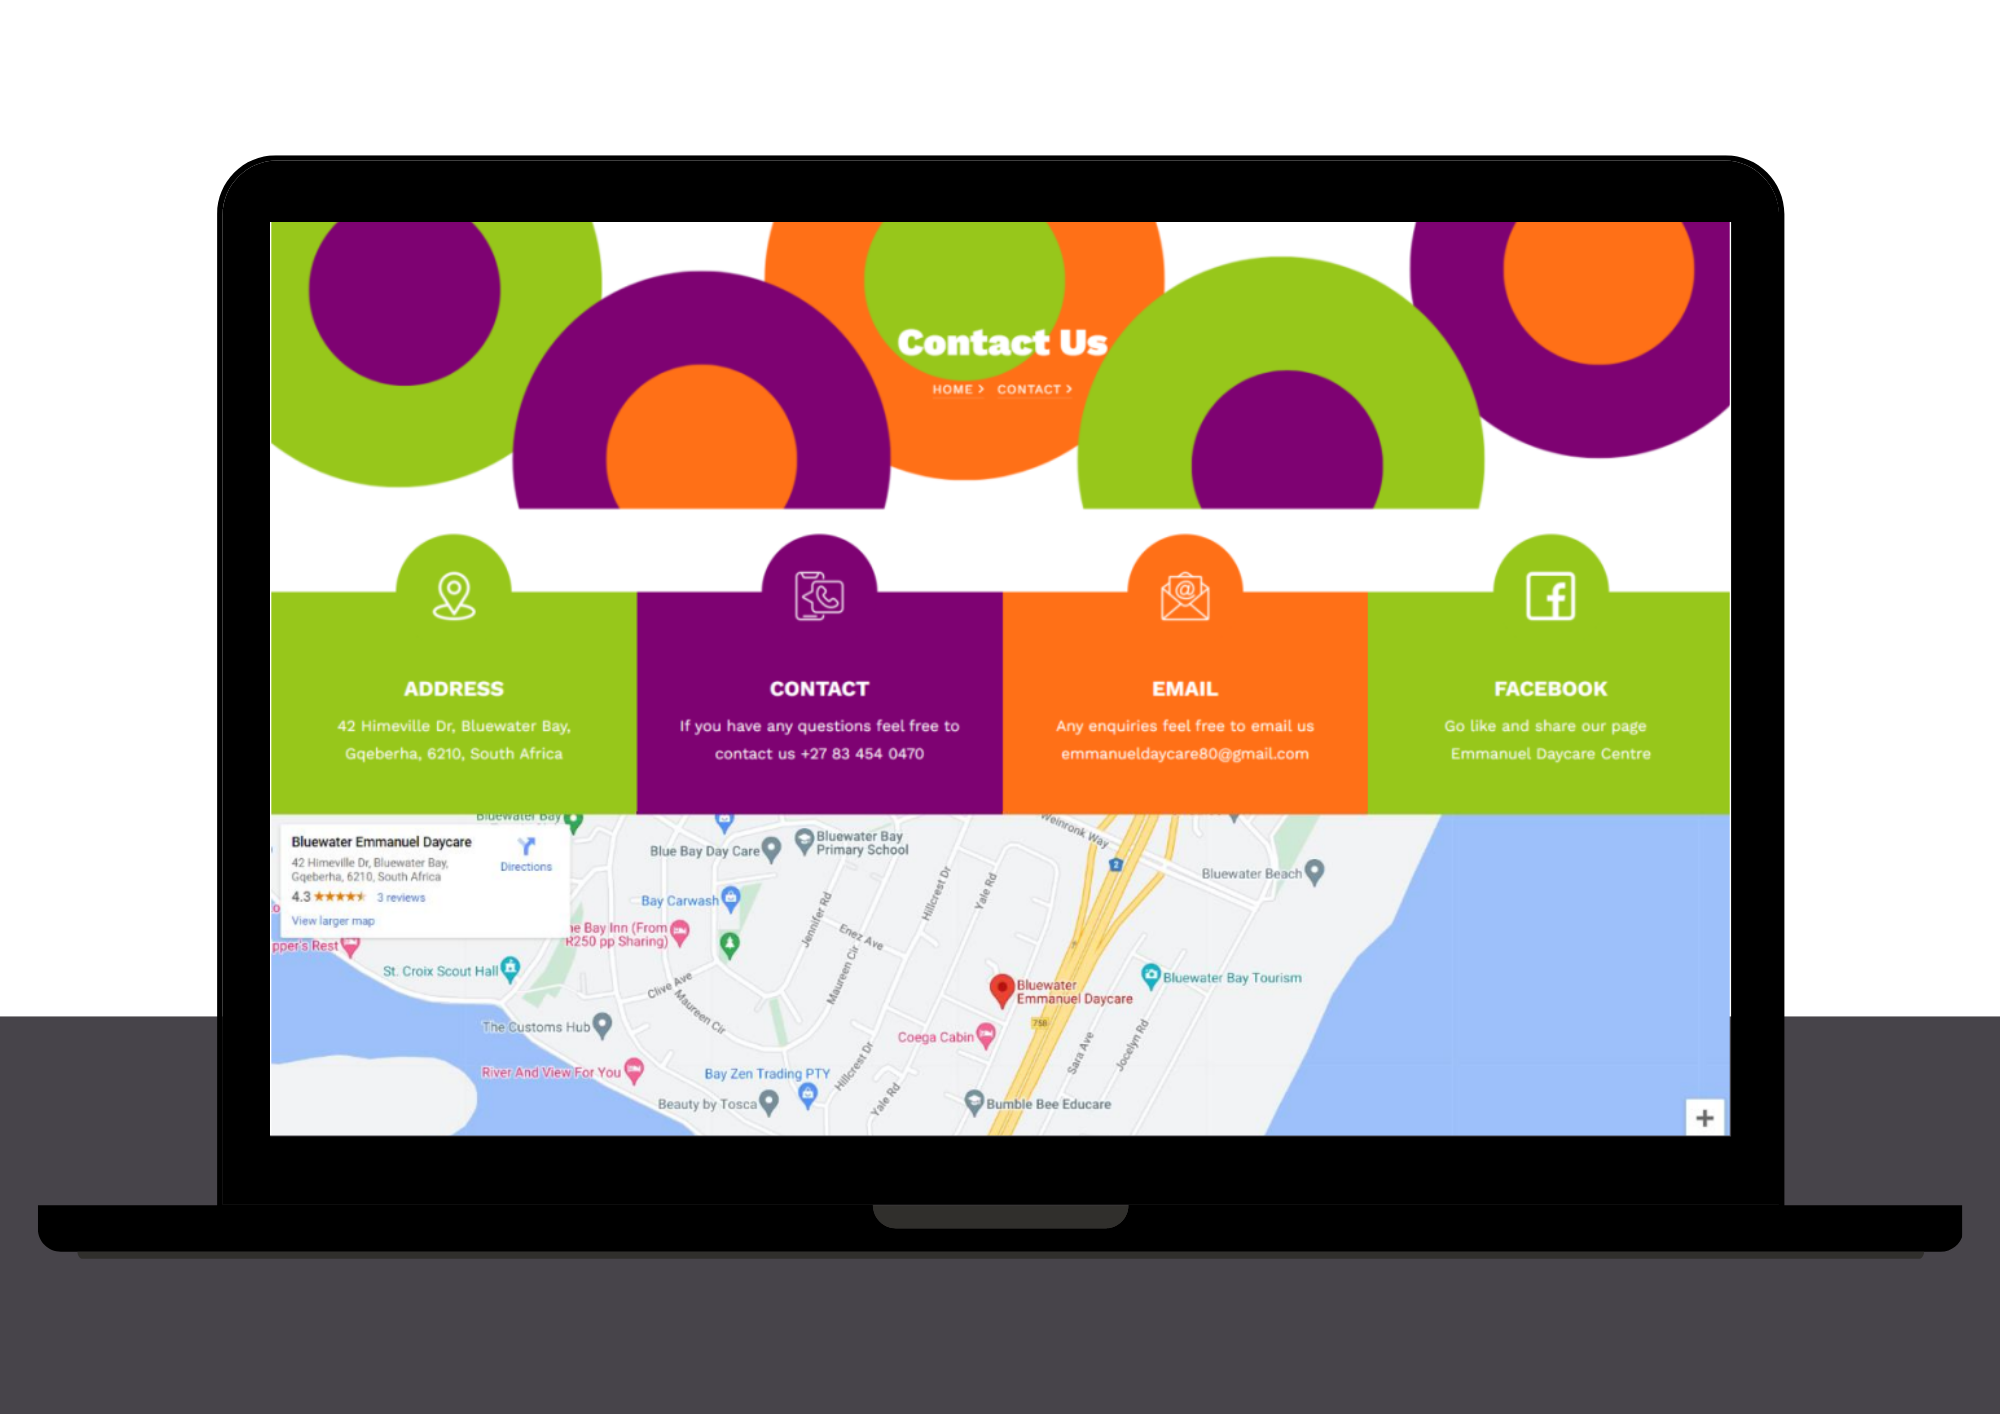 Contact Us
HOME > CONTACT >
ADDRESS
42 Himeville Dr, Bluewater Bay,
Gqeberha, 6210, South Africa
CONTACT
If you have any questions feel free to
contact us +27 83 454 0470
EMAIL
Any enquiries feel free to email us
emmanueldaycare80@gmail.com
FACEBOOK
Go like and share our page
Emmanuel Daycare Centre
Bluewater Bay
Bluewater Emmanuel Daycare
42 Himeville Dr, Bluewater Bay,
Gqeberha, 6210, South Africa
4.3 ★★★★★ 3 reviews
View larger map
Directions
Blue Bay Day Care
Bluewater Bay
Primary School
Weinronk Way
2
Bluewater Beach
Bay Carwash
Jennifer Rd
Hillcrest Dr
Yale Rd
Enez Ave
he Bay Inn (From
R250 pp Sharing)
pper's Rest
St. Croix Scout Hall
Clive Ave
Maureen Cir
Maureen Cir
Bluewater
Emmanuel Daycare
Bluewater Bay Tourism
The Customs Hub
Coega Cabin
758
Sara Ave
Jocelyn Rd
River And View For You
Bay Zen Trading PTY
Hillcrest Dr
Yale Rd
Beauty by Tosca
Bumble Bee Educare
+